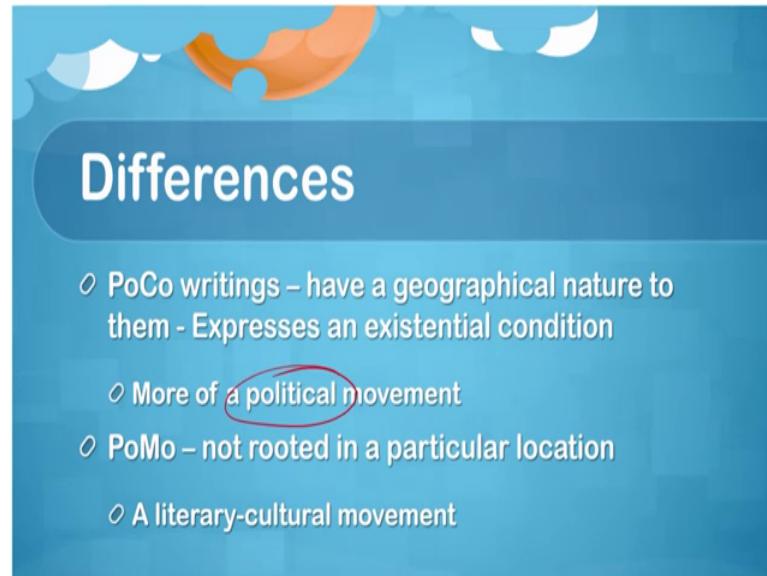 Differences
PoCo writings – have a geographical nature to
them - Expresses an existential condition
More of a political movement
PoMo – not rooted in a particular location
A literary-cultural movement